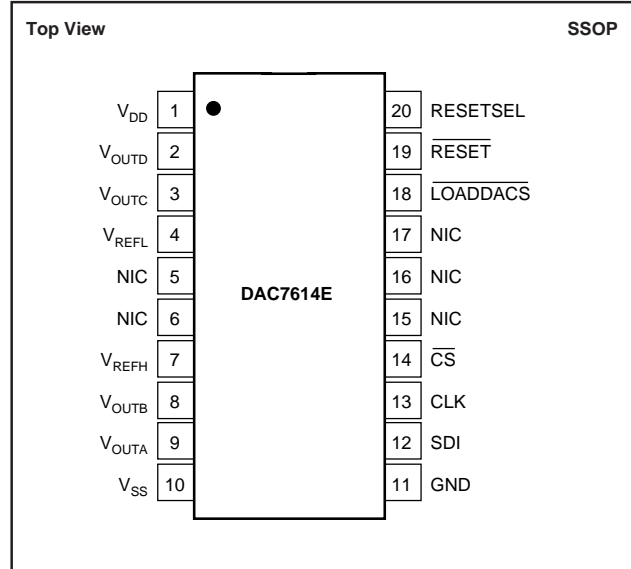 Top View SSOP
V_DD 1 20 RESETSEL
V_OUTD 2 19 RESET
V_OUTC 3 18 LOADDACS
V_REFL 4 17 NIC
NIC 5 16 NIC
DAC7614E
NIC 6 15 NIC
V_REFH 7 14 CS
V_OUTB 8 13 CLK
V_OUTA 9 12 SDI
V_SS 10 11 GND